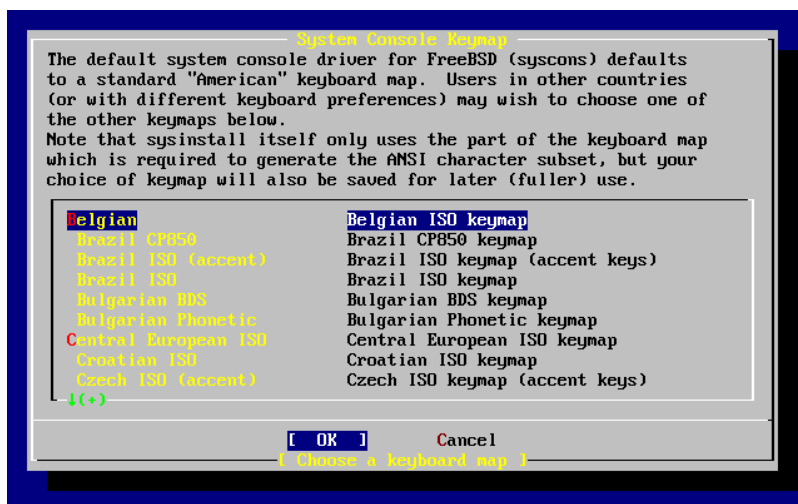 System Console Keymap
The default system console driver for FreeBSD (syscons) defaults
to a standard "American" keyboard map.  Users in other countries
(or with different keyboard preferences) may wish to choose one of
the other keymaps below.
Note that sysinstall itself only uses the part of the keyboard map
which is required to generate the ANSI character subset, but your
choice of keymap will also be saved for later (fuller) use.
Belgian Belgian ISO keymap
Brazil CP850 Brazil CP850 keymap
Brazil ISO (accent) Brazil ISO keymap (accent keys)
Brazil ISO Brazil ISO keymap
Bulgarian BDS Bulgarian BDS keymap
Bulgarian Phonetic Bulgarian Phonetic keymap
Central European ISO Central European ISO keymap
Croatian ISO Croatian ISO keymap
Czech ISO (accent) Czech ISO keymap (accent keys)
↓(+)
[ OK ] Cancel
[ Choose a keyboard map ]